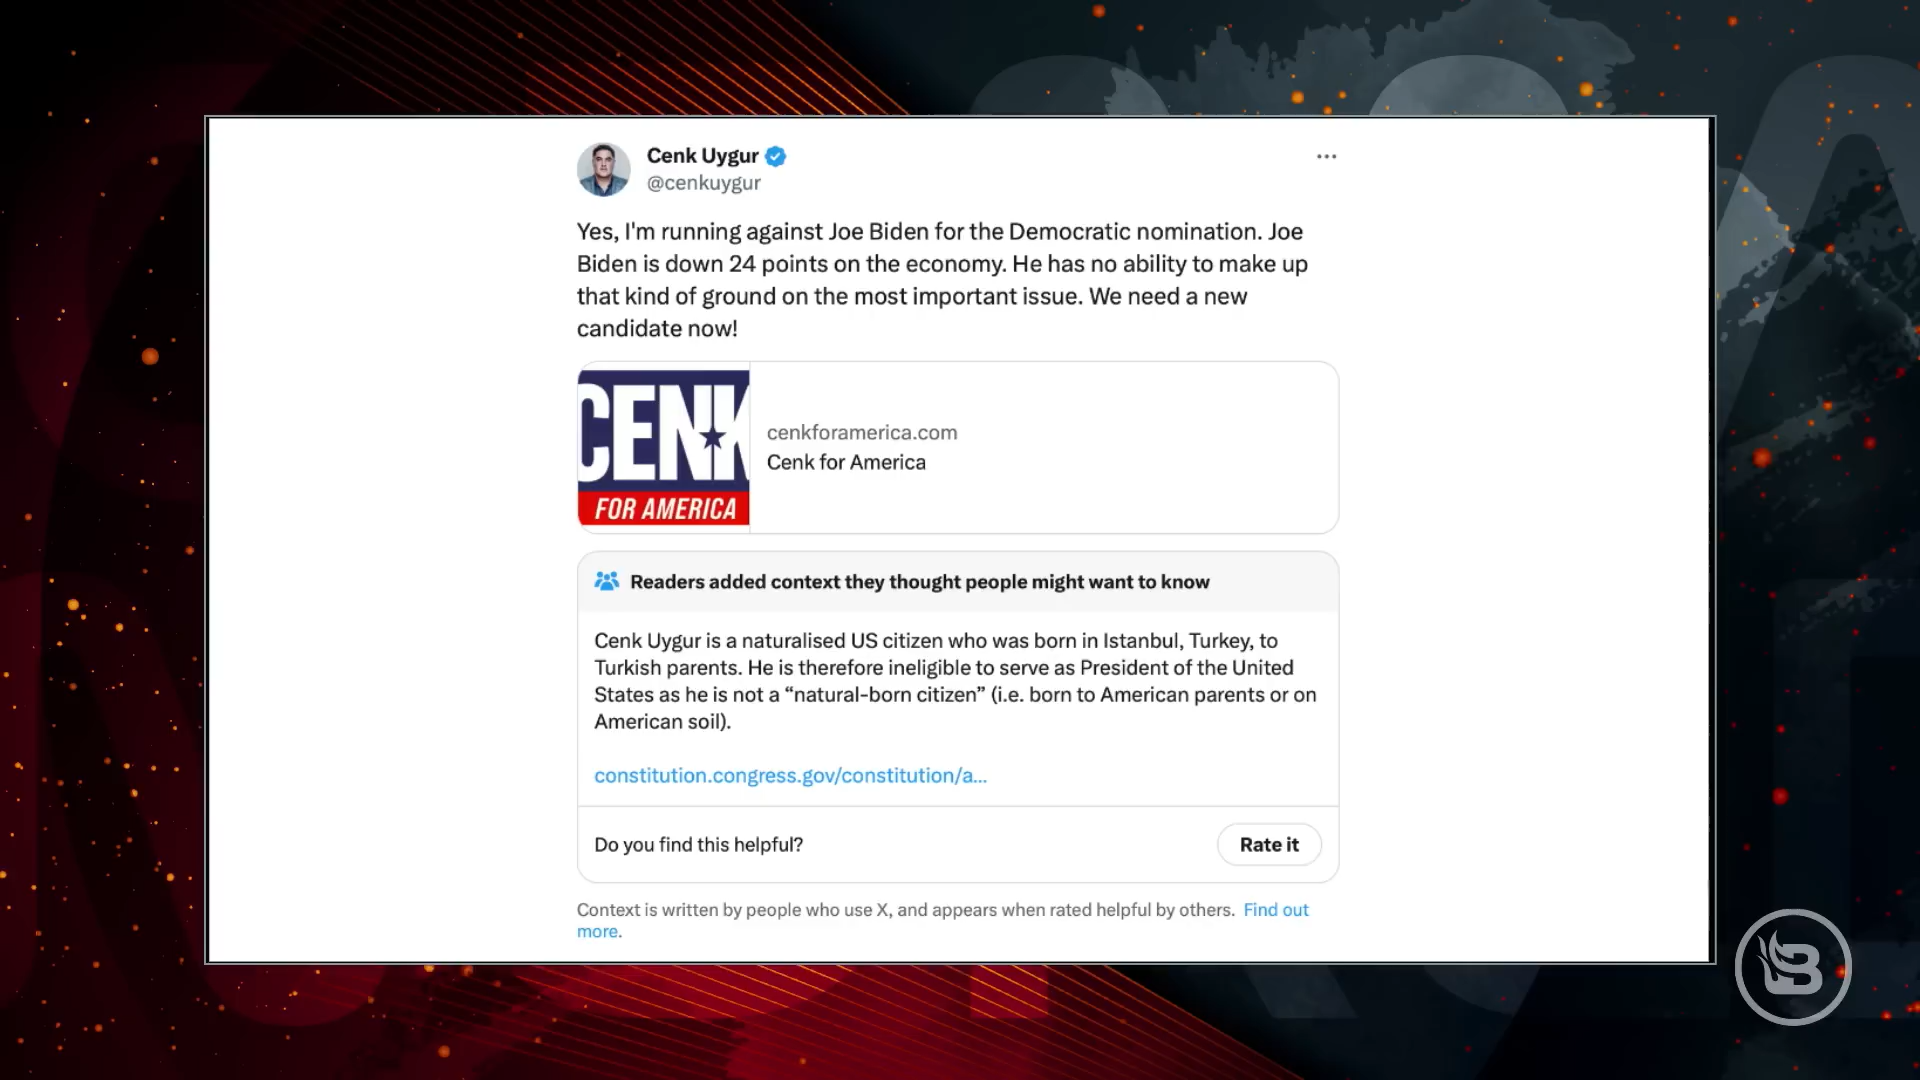 Cenk Uygur
@cenkuygur
Yes, I'm running against Joe Biden for the Democratic nomination. Joe
Biden is down 24 points on the economy. He has no ability to make up
that kind of ground on the most important issue. We need a new
candidate now!
CENK
FOR AMERICA
cenkforamerica.com
Cenk for America
Readers added context they thought people might want to know
Cenk Uygur is a naturalised US citizen who was born in Istanbul, Turkey, to
Turkish parents. He is therefore ineligible to serve as President of the United
States as he is not a “natural-born citizen” (i.e. born to American parents or on
American soil).
constitution.congress.gov/constitution/a...
Do you find this helpful?
Rate it
Context is written by people who use X, and appears when rated helpful by others. Find out
more.
B